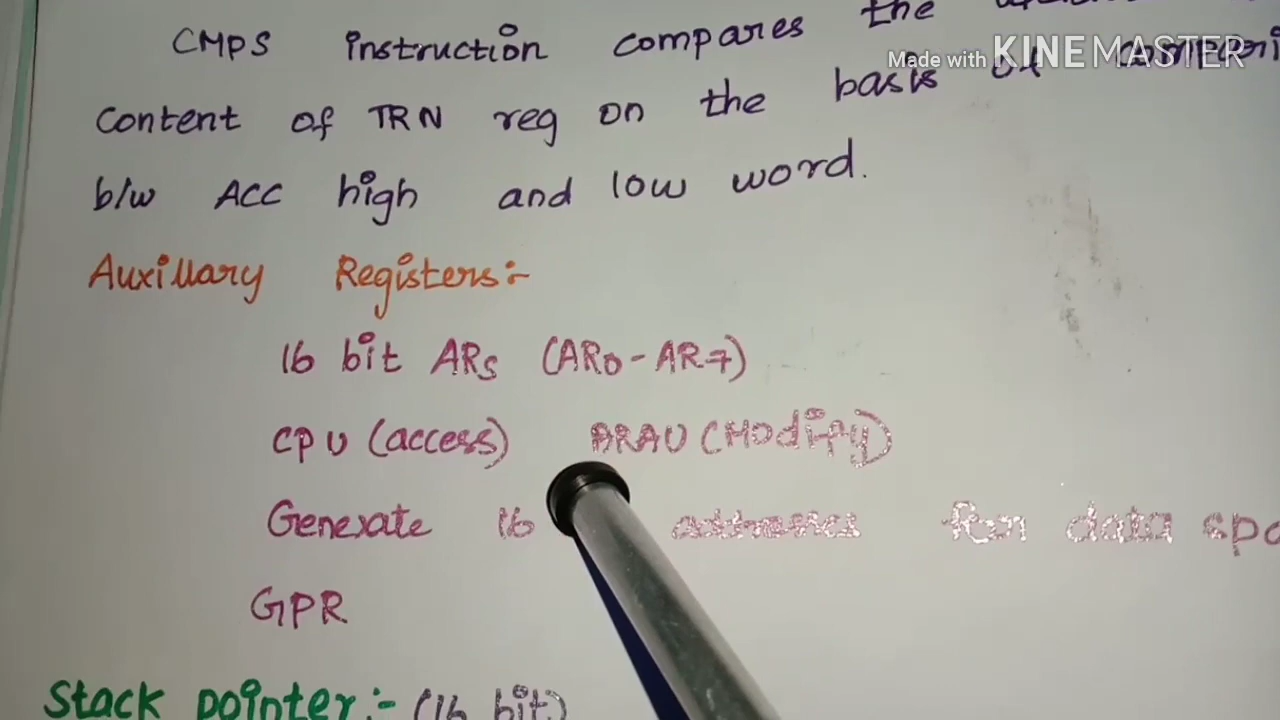 CMPS instruction compares the
Made with KINEMASTER
content of TRN reg on the basis of
b/w ACC high and low word.
Auxillary Registers:-
16 bit ARs (AR0 - AR7)
CPU (access) ARAU (Modify)
Generate 16 addresses for data
GPR
Stack pointer:- (16 bit)